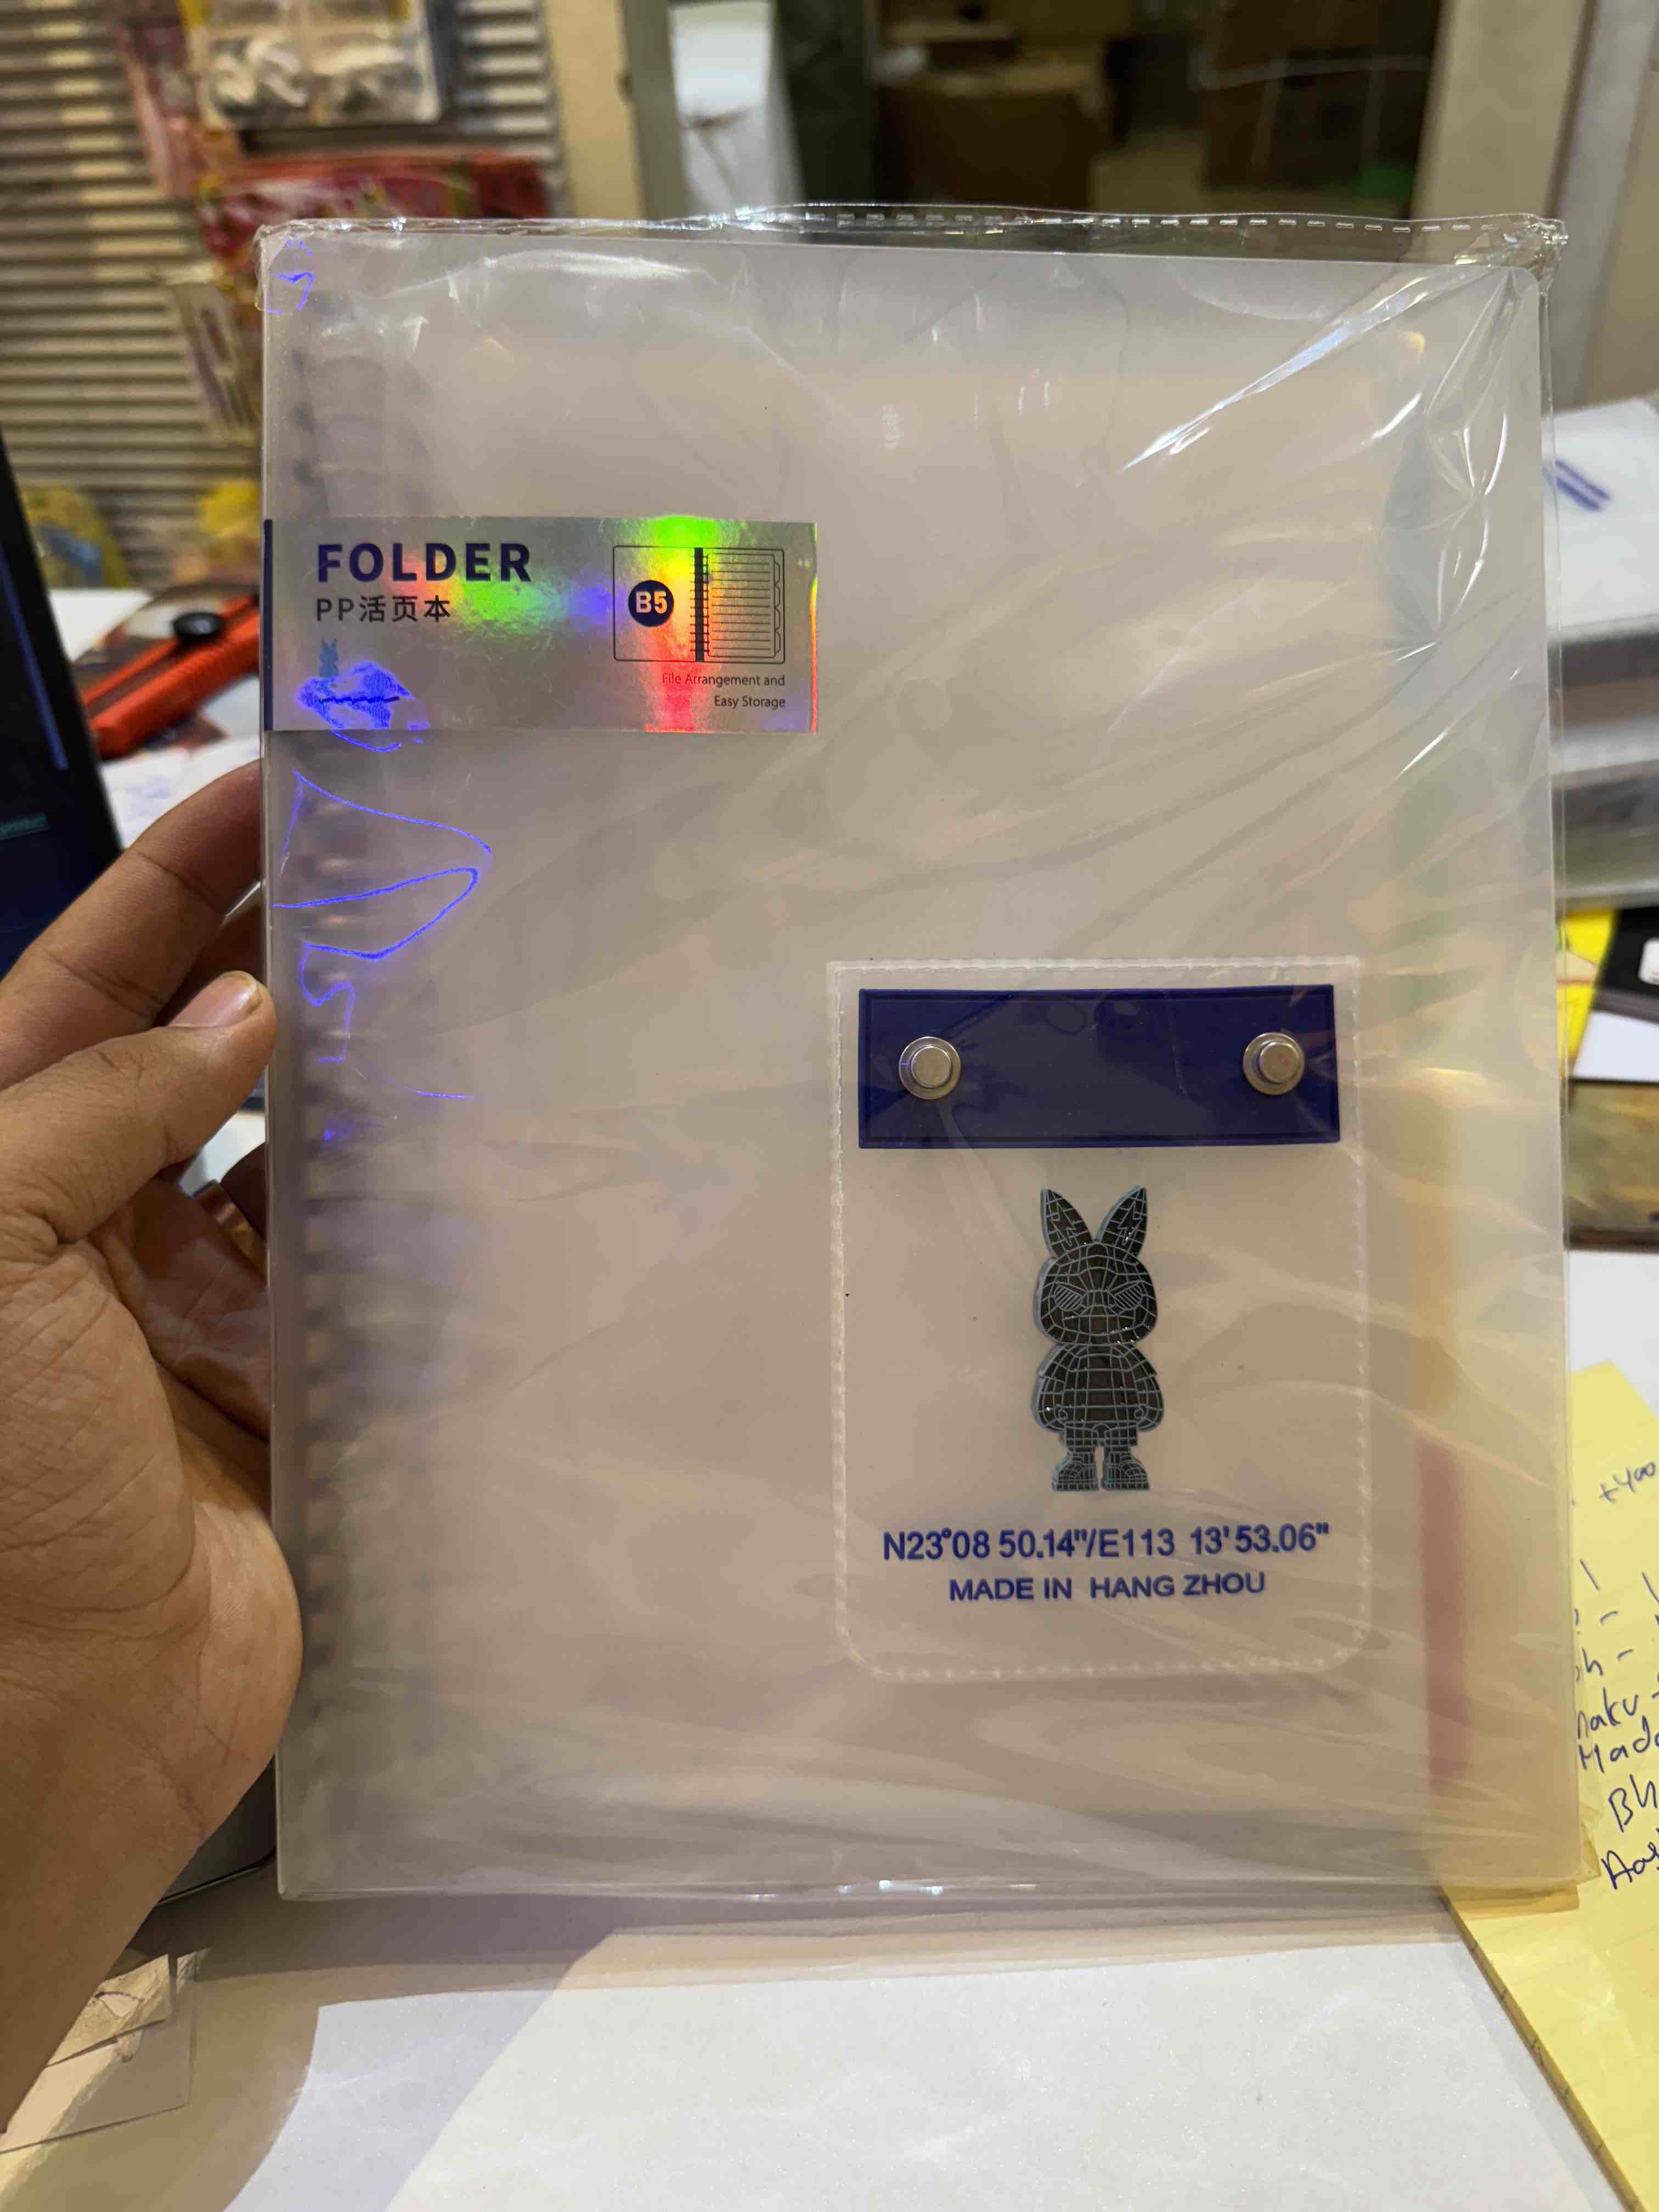 FOLDER
PP活页本
B5
File Arrangement and
Easy Storage
N23°08 50.14"/E113 13'53.06"
MADE IN HANG ZHOU
+400